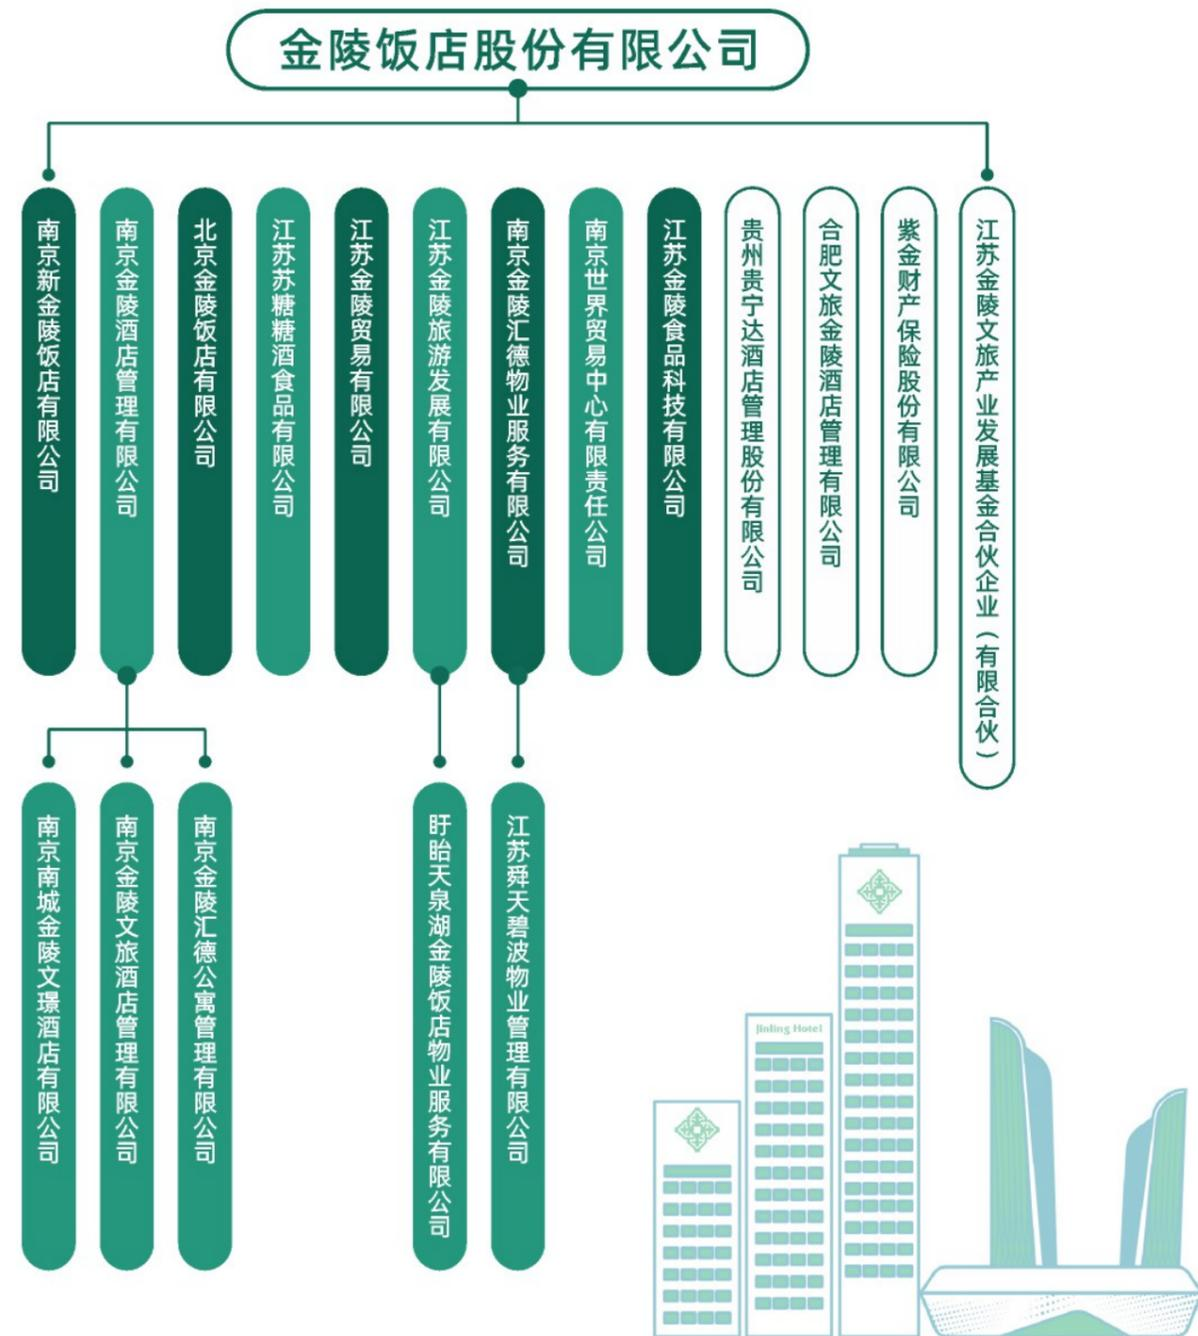 金陵饭店股份有限公司
南京新金陵饭店有限公司
南京金陵酒店管理有限公司
北京金陵饭店有限公司
江苏苏糖糖酒食品有限公司
江苏金陵贸易有限公司
江苏金陵旅游发展有限公司
南京金陵汇德物业服务有限公司
南京世界贸易中心有限责任公司
江苏金陵食品科技有限公司
贵州贵宁达酒店管理股份有限公司
合肥文旅金陵酒店管理有限公司
紫金财产保险股份有限公司
江苏金陵文旅产业发展基金合伙企业（有限合伙）
南京南城金陵文璟酒店有限公司
南京金陵文旅酒店管理有限公司
南京金陵汇德公寓管理有限公司
盱眙天泉湖金陵饭店物业服务有限公司
江苏舜天碧波物业管理有限公司
Jinling Hotel